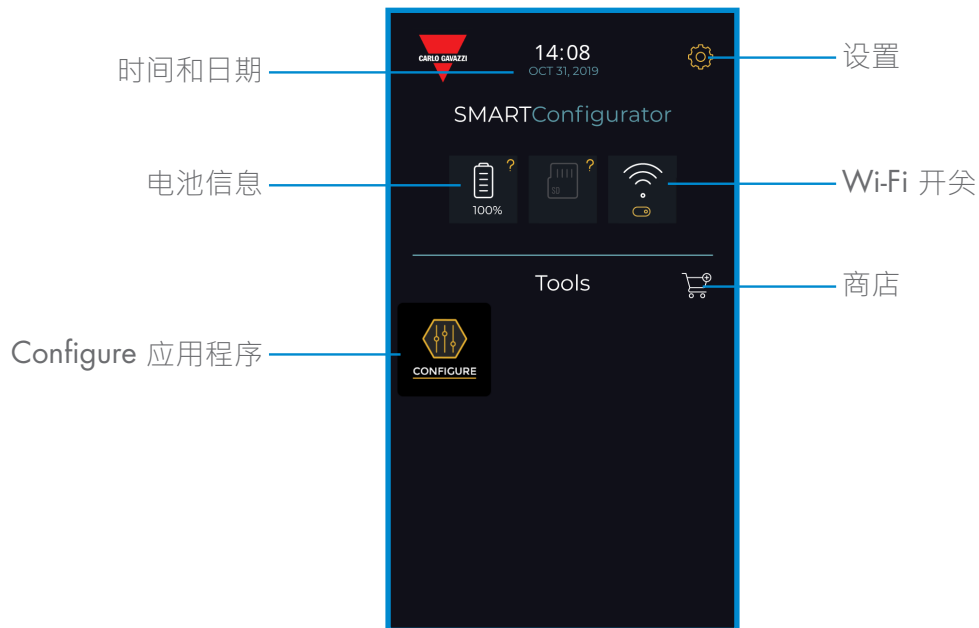 时间和日期
CARLO GAVAZZI
14:08
OCT 31, 2019
设置
SMARTConfigurator
电池信息
?
100%
SD
?
Wi-Fi 开关
Tools
商店
Configure 应用程序
CONFIGURE